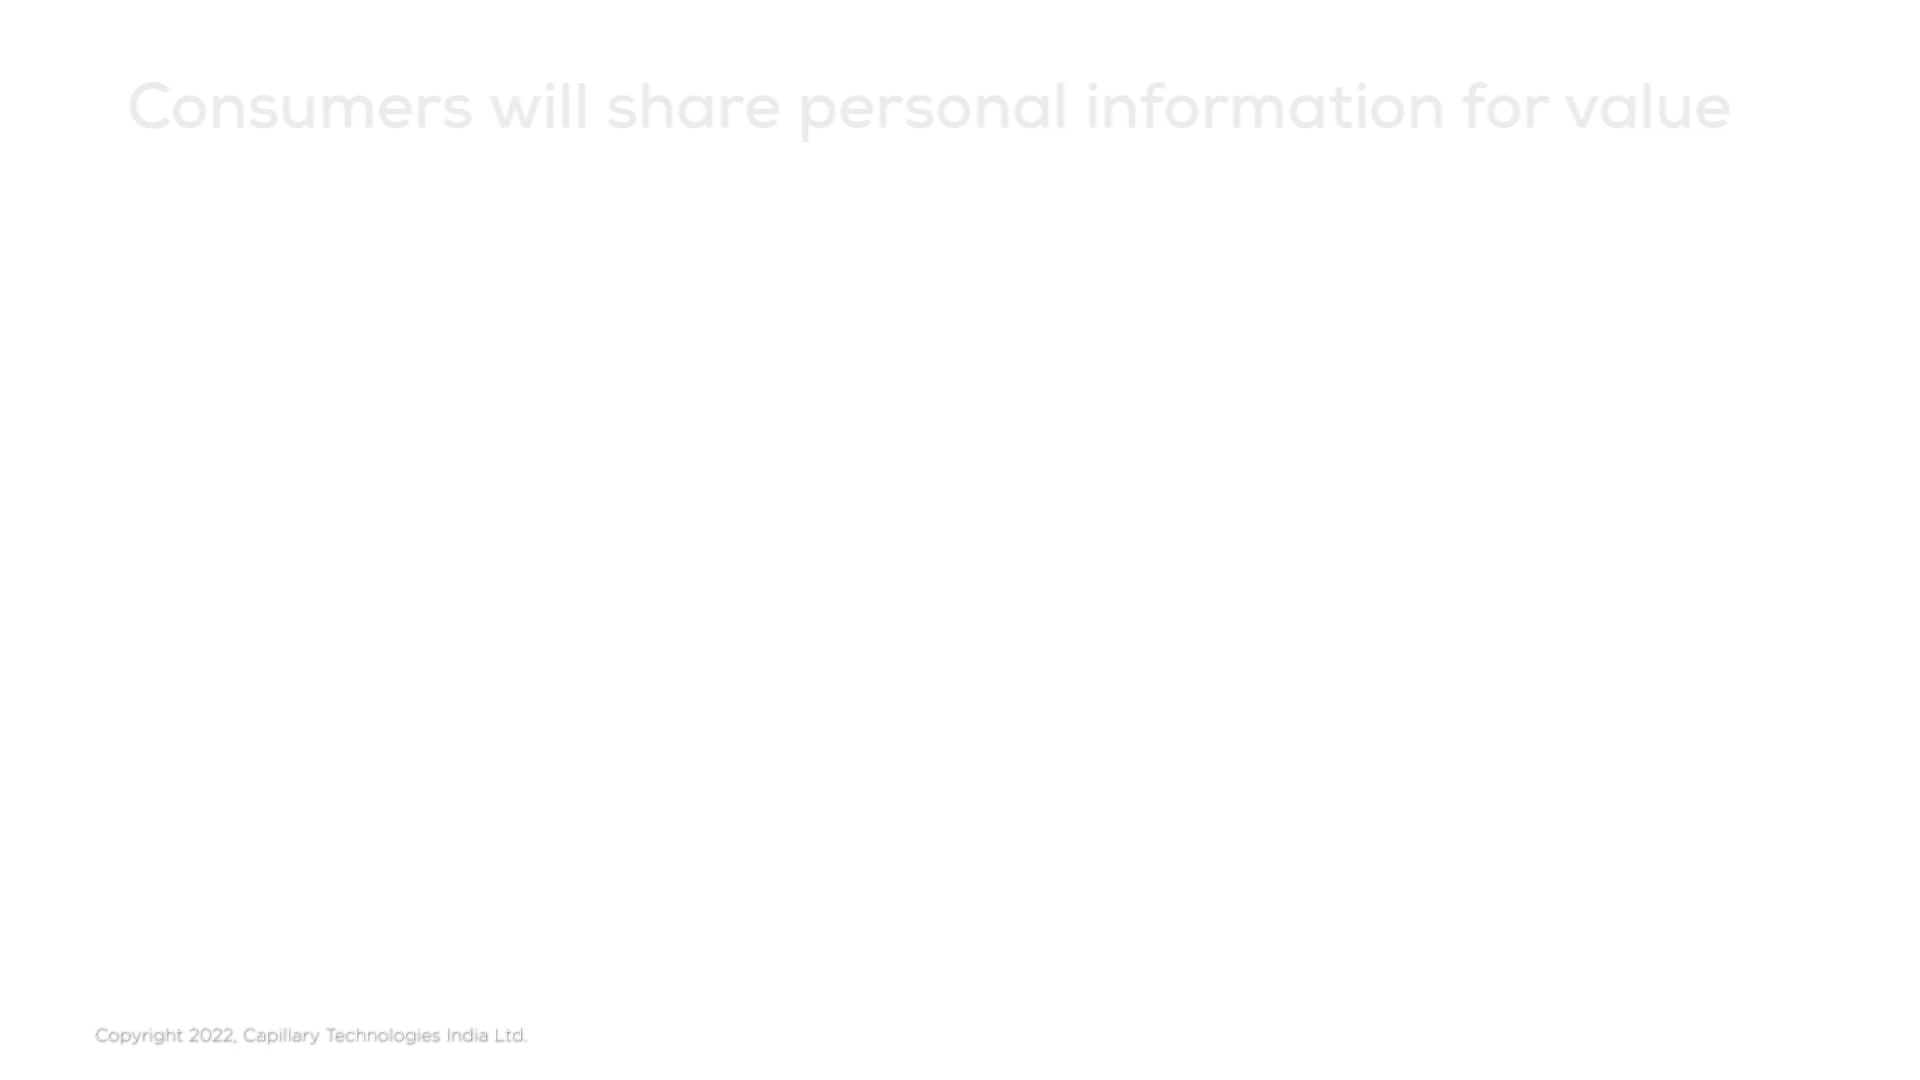 Consumers will share personal information for value
Copyright 2022, Capillary Technologies India Ltd.